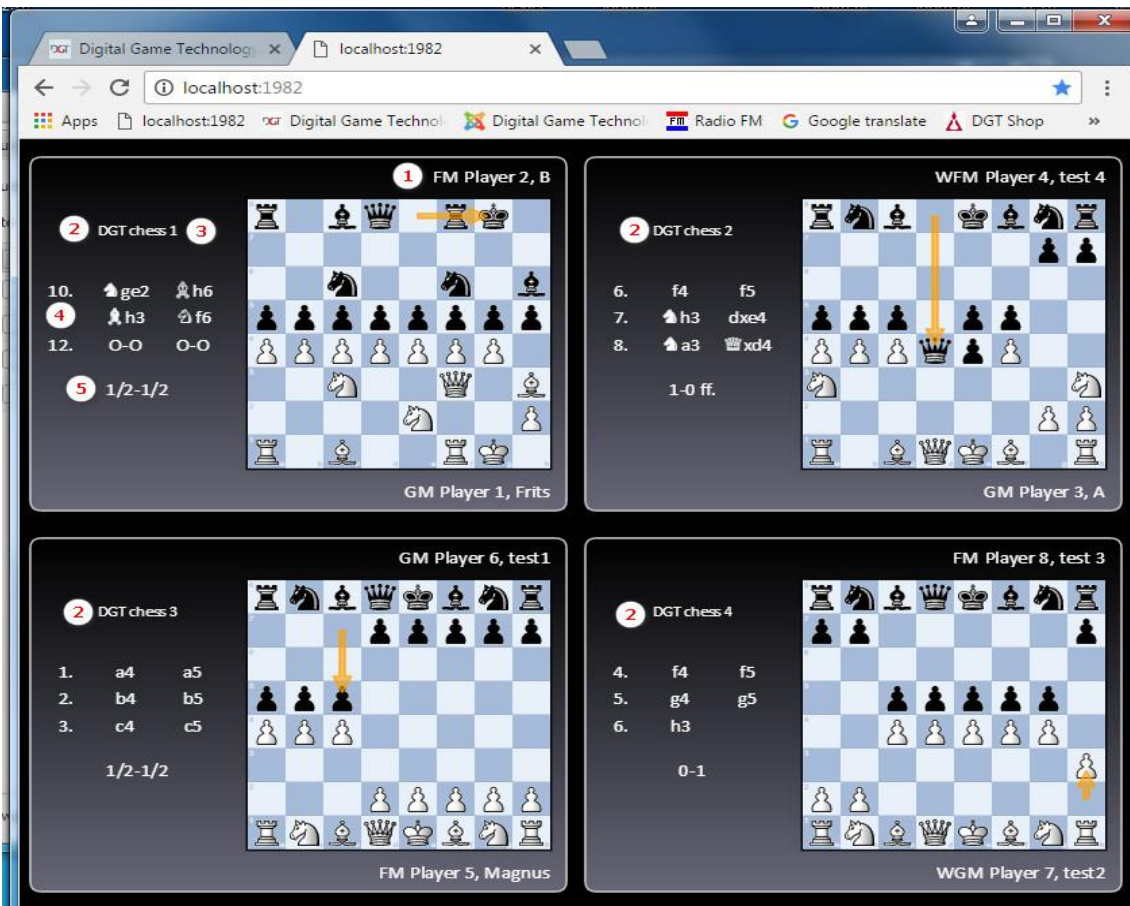 DGT Digital Game Technology
localhost:1982
localhost:1982
Apps localhost:1982 DGT Digital Game Technol Digital Game Technol FM Radio FM G Google translate DGT Shop »
1 FM Player 2, B
2 DGT chess 1 3
10. ♞ge2 ♗h6
4 ♝h3 ♘f6
12. O-O O-O
5 1/2-1/2
GM Player 1, Frits
WFM Player 4, test 4
2 DGT chess 2
6. f4 f5
7. ♞h3 dxe4
8. ♞a3 ♕xd4
1-0 ff.
GM Player 3, A
GM Player 6, test1
2 DGT chess 3
1. a4 a5
2. b4 b5
3. c4 c5
1/2-1/2
FM Player 5, Magnus
FM Player 8, test 3
2 DGT chess 4
4. f4 f5
5. g4 g5
6. h3
0-1
WGM Player 7, test2